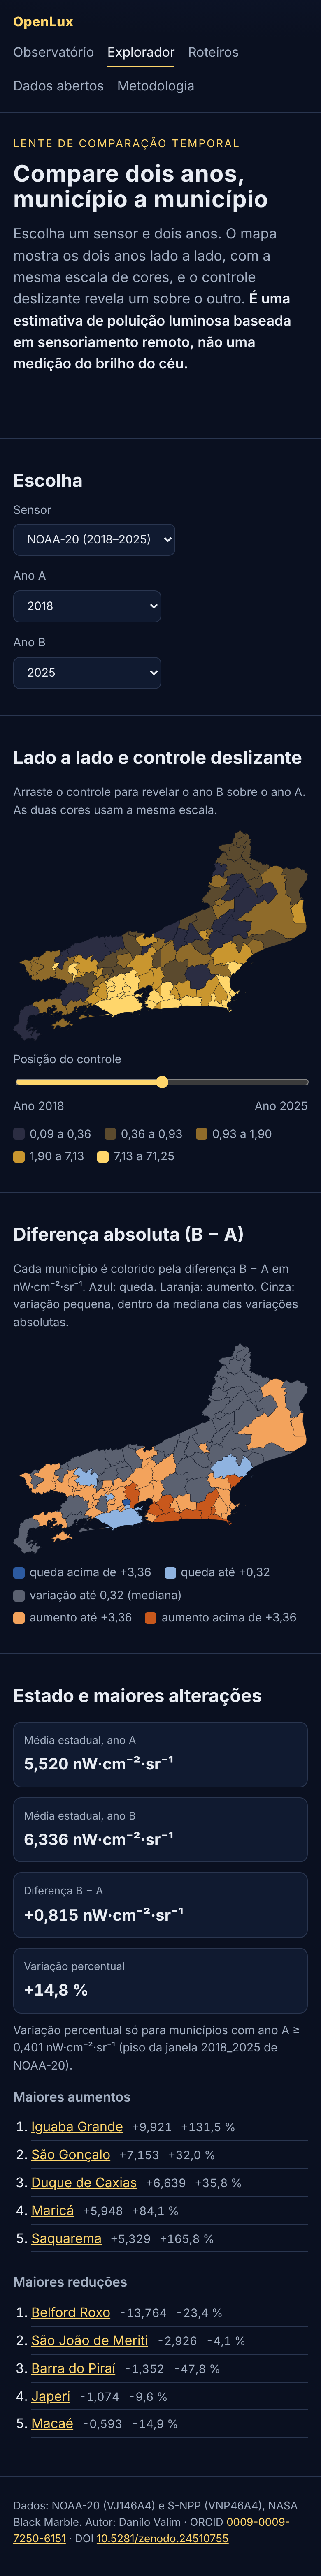 OpenLux
Observatório Explorador Roteiros
Dados abertos Metodologia
LENTE DE COMPARAÇÃO TEMPORAL
Compare dois anos,
município a município
Escolha um sensor e dois anos. O mapa
mostra os dois anos lado a lado, com a
mesma escala de cores, e o controle
deslizante revela um sobre o outro. É uma
estimativa de poluição luminosa baseada
em sensoriamento remoto, não uma
medição do brilho do céu.
Escolha
Sensor
NOAA-20 (2018–2025)
Ano A
2018
Ano B
2025
Lado a lado e controle deslizante
Arraste o controle para revelar o ano B sobre o ano A.
As duas cores usam a mesma escala.
Posição do controle
Ano 2018 Ano 2025
0,09 a 0,36 0,36 a 0,93 0,93 a 1,90
1,90 a 7,13 7,13 a 71,25
Diferença absoluta (B − A)
Cada município é colorido pela diferença B − A em
nW·cm⁻²·sr⁻¹. Azul: queda. Laranja: aumento. Cinza:
variação pequena, dentro da mediana das variações
absolutas.
queda acima de +3,36 queda até +0,32
variação até 0,32 (mediana)
aumento até +3,36 aumento acima de +3,36
Estado e maiores alterações
Média estadual, ano A
5,520 nW·cm⁻²·sr⁻¹
Média estadual, ano B
6,336 nW·cm⁻²·sr⁻¹
Diferença B − A
+0,815 nW·cm⁻²·sr⁻¹
Variação percentual
+14,8 %
Variação percentual só para municípios com ano A ≥
0,401 nW·cm⁻²·sr⁻¹ (piso da janela 2018_2025 de
NOAA-20).
Maiores aumentos
1. Iguaba Grande +9,921 +131,5 %
2. São Gonçalo +7,153 +32,0 %
3. Duque de Caxias +6,639 +35,8 %
4. Maricá +5,948 +84,1 %
5. Saquarema +5,329 +165,8 %
Maiores reduções
1. Belford Roxo -13,764 -23,4 %
2. São João de Meriti -2,926 -4,1 %
3. Barra do Piraí -1,352 -47,8 %
4. Japeri -1,074 -9,6 %
5. Macaé -0,593 -14,9 %
Dados: NOAA-20 (VJ146A4) e S-NPP (VNP46A4), NASA
Black Marble. Autor: Danilo Valim · ORCID 0009-0009-
7250-6151 · DOI 10.5281/zenodo.24510755